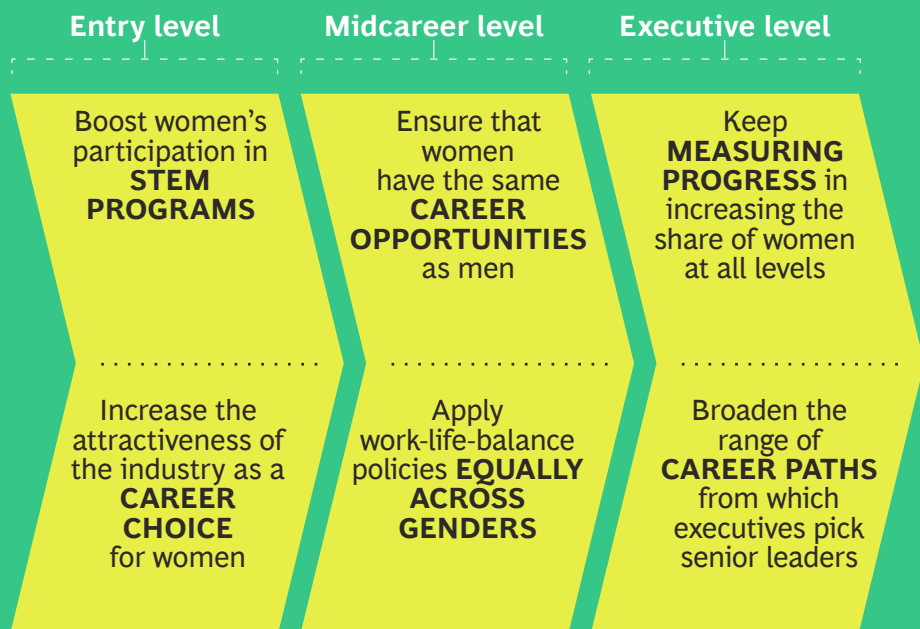 Entry level
Boost women's
participation in
STEM
PROGRAMS
Increase the
attractiveness of
the industry as a
CAREER
CHOICE
for women
Midcareer level
Ensure that
women
have the same
CAREER
OPPORTUNITIES
as men
Apply
work-life-balance
policies EQUALLY
ACROSS
GENDERS
Executive level
Keep
MEASURING
PROGRESS in
increasing the
share of women
at all levels
Broaden the
range of
CAREER PATHS
from which
executives pick
senior leaders